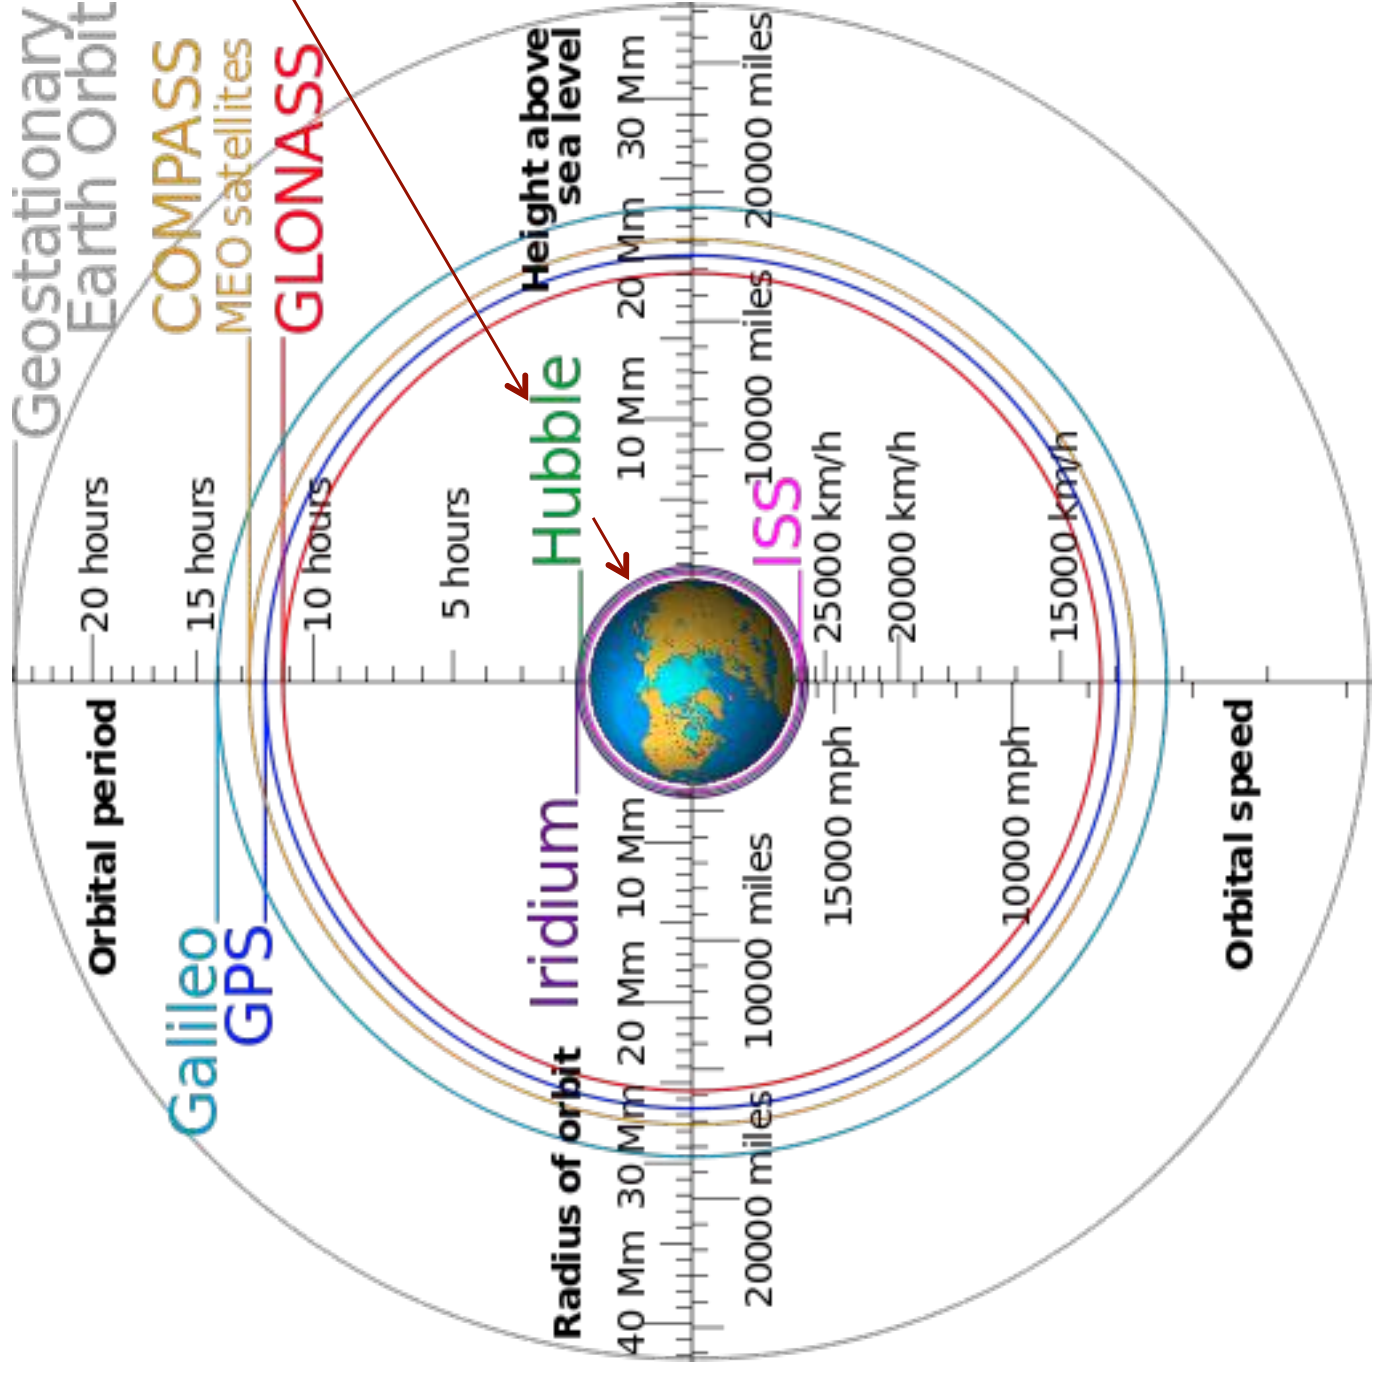 Geostationary
Earth Orbit
COMPASS
MEO satellites
GLONASS
Galileo
GPS
Hubble
Iridium
ISS
Orbital period
20 hours
15 hours
10 hours
5 hours
Height above
sea level
10 Mm
20 Mm
30 Mm
10000 miles
20000 miles
Radius of orbit
10 Mm
20 Mm
30 Mm
40 Mm
10000 miles
20000 miles
Orbital speed
25000 km/h
20000 km/h
15000 km/h
15000 mph
10000 mph